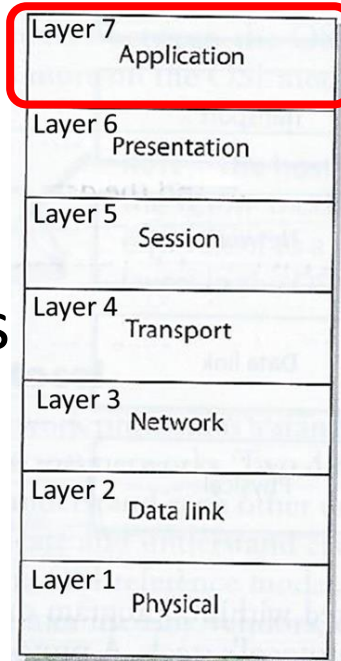 Layer 7
Application
Layer 6
Presentation
Layer 5
Session
s
Layer 4
Transport
Layer 3
Network
Layer 2
Data link
Layer 1
Physical